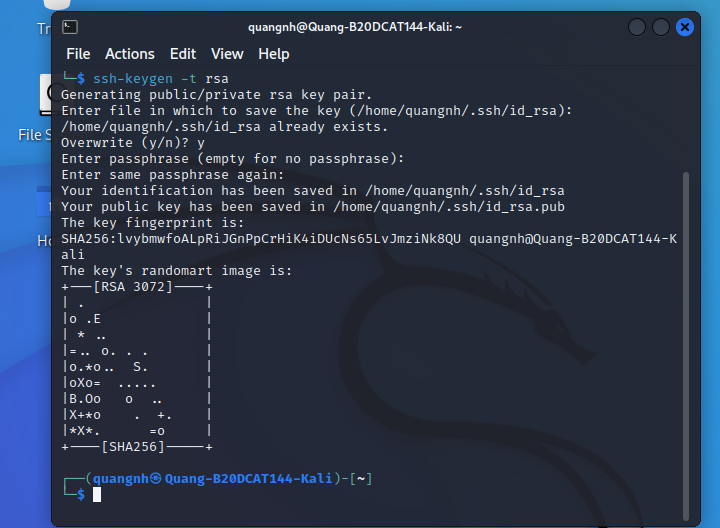 quangnh@Quang-B20DCAT144-Kali: ~
File Actions Edit View Help
└─$ ssh-keygen -t rsa
Generating public/private rsa key pair.
Enter file in which to save the key (/home/quangnh/.ssh/id_rsa):
/home/quangnh/.ssh/id_rsa already exists.
Overwrite (y/n)? y
Enter passphrase (empty for no passphrase):
Enter same passphrase again:
Your identification has been saved in /home/quangnh/.ssh/id_rsa
Your public key has been saved in /home/quangnh/.ssh/id_rsa.pub
The key fingerprint is:
SHA256:lvybmwfoALpRiJGnPpCrHiK4iDUcNs65LvJmziNk8QU quangnh@Quang-B20DCAT144-K
ali
The key's randomart image is:
+---[RSA 3072]----+
| .               |
|o .E             |
| * ..            |
|=.. o. . .       |
|o.*o..  S.       |
|oXo=  .....      |
|B.Oo   o  ..     |
|X+*o    .  +.    |
|*X*.      =o     |
+----[SHA256]-----+
┌──(quangnh㉿Quang-B20DCAT144-Kali)-[~]
└─$
Tr
File S
Ho